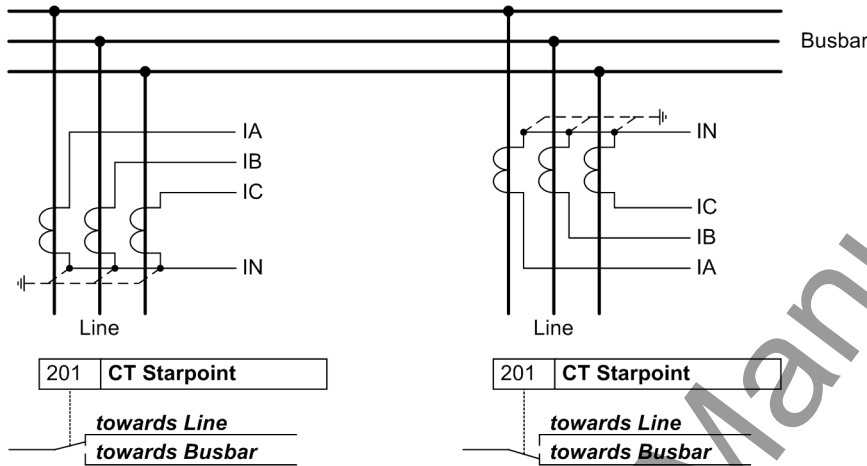 Busbar
IA
IB
IC
IN
Line
IN
IC
IB
IA
Line
201 CT Starpoint
towards Line
towards Busbar
201 CT Starpoint
towards Line
towards Busbar